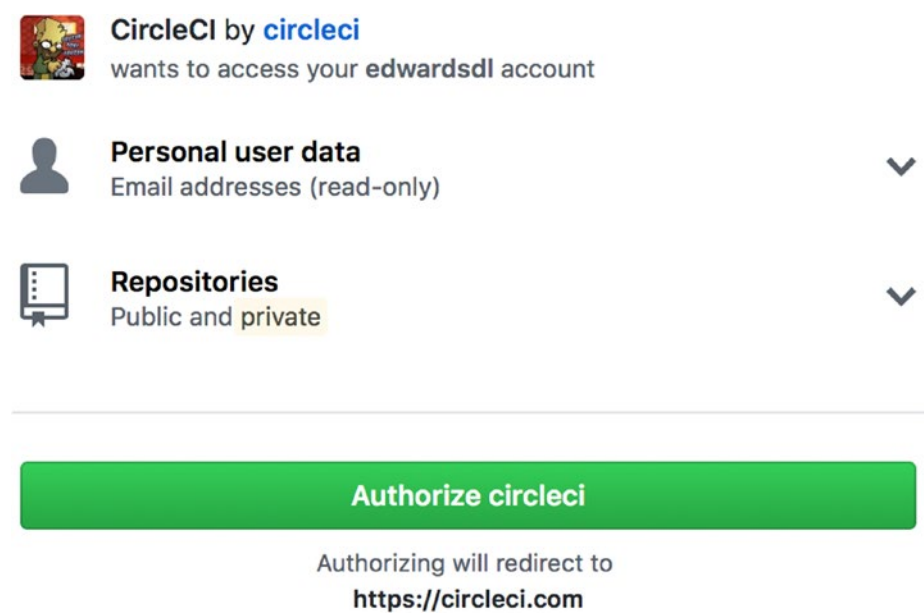 CircleCI by circleci
wants to access your edwardsdl account
Personal user data
Email addresses (read-only)
Repositories
Public and private
Authorize circleci
Authorizing will redirect to
https://circleci.com